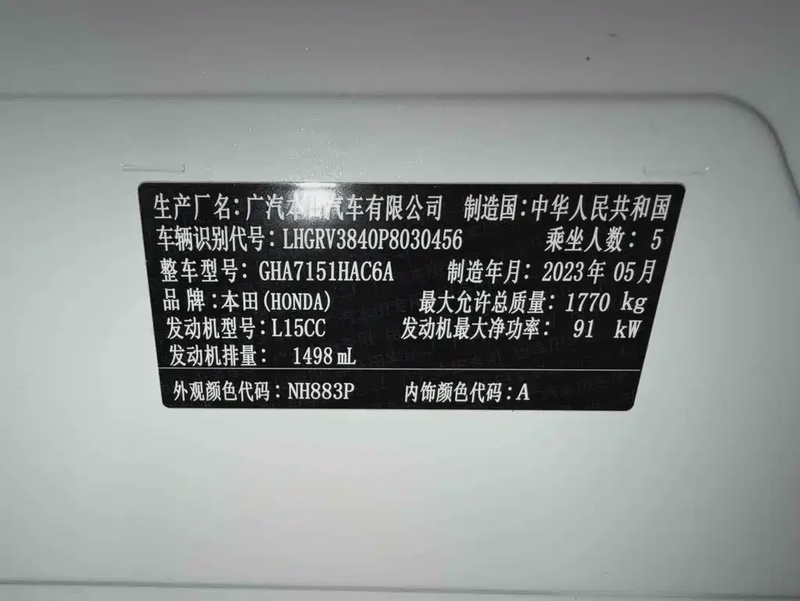 生产厂名：广汽本田汽车有限公司 制造国：中华人民共和国
车辆识别代号：LHGRV3840P8030456 乘坐人数：5
整车型号：GHA7151HAC6A 制造年月：2023年05月
品牌：本田(HONDA) 最大允许总质量：1770 kg
发动机型号：L15CC 发动机最大净功率：91 kW
发动机排量：1498 mL
外观颜色代码：NH883P 内饰颜色代码：A